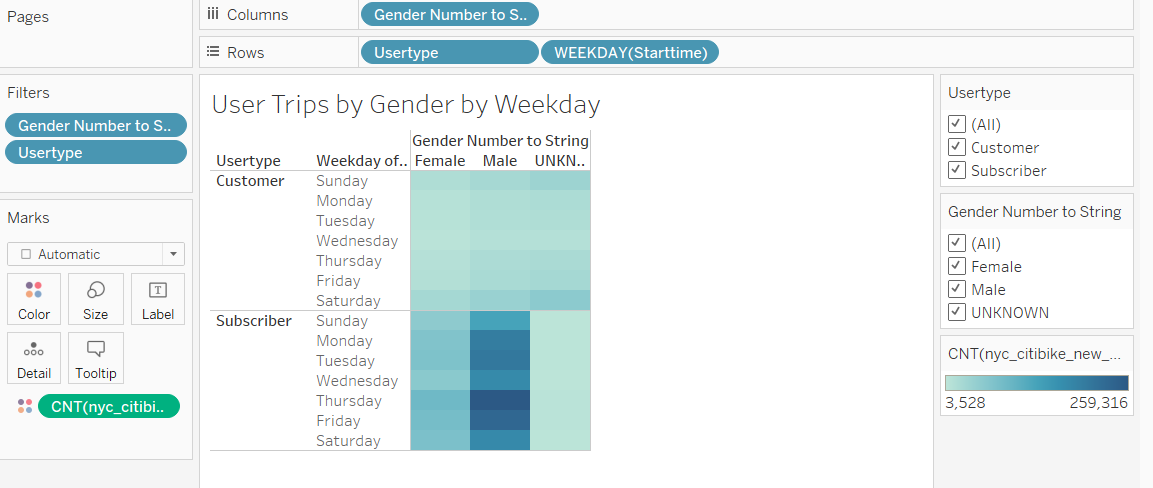 Pages
Columns
Gender Number to S..
Rows
Usertype
WEEKDAY(Starttime)
Filters
Gender Number to S..
Usertype
Marks
Automatic
Color
Size
Label
Detail
Tooltip
CNT(nyc_citibi..
User Trips by Gender by Weekday
Gender Number to String
Usertype Weekday of.. Female Male UNKN..
Customer Sunday
Monday
Tuesday
Wednesday
Thursday
Friday
Saturday
Subscriber Sunday
Monday
Tuesday
Wednesday
Thursday
Friday
Saturday
Usertype
(All)
Customer
Subscriber
Gender Number to String
(All)
Female
Male
UNKNOWN
CNT(nyc_citibike_new_...
3,528 259,316